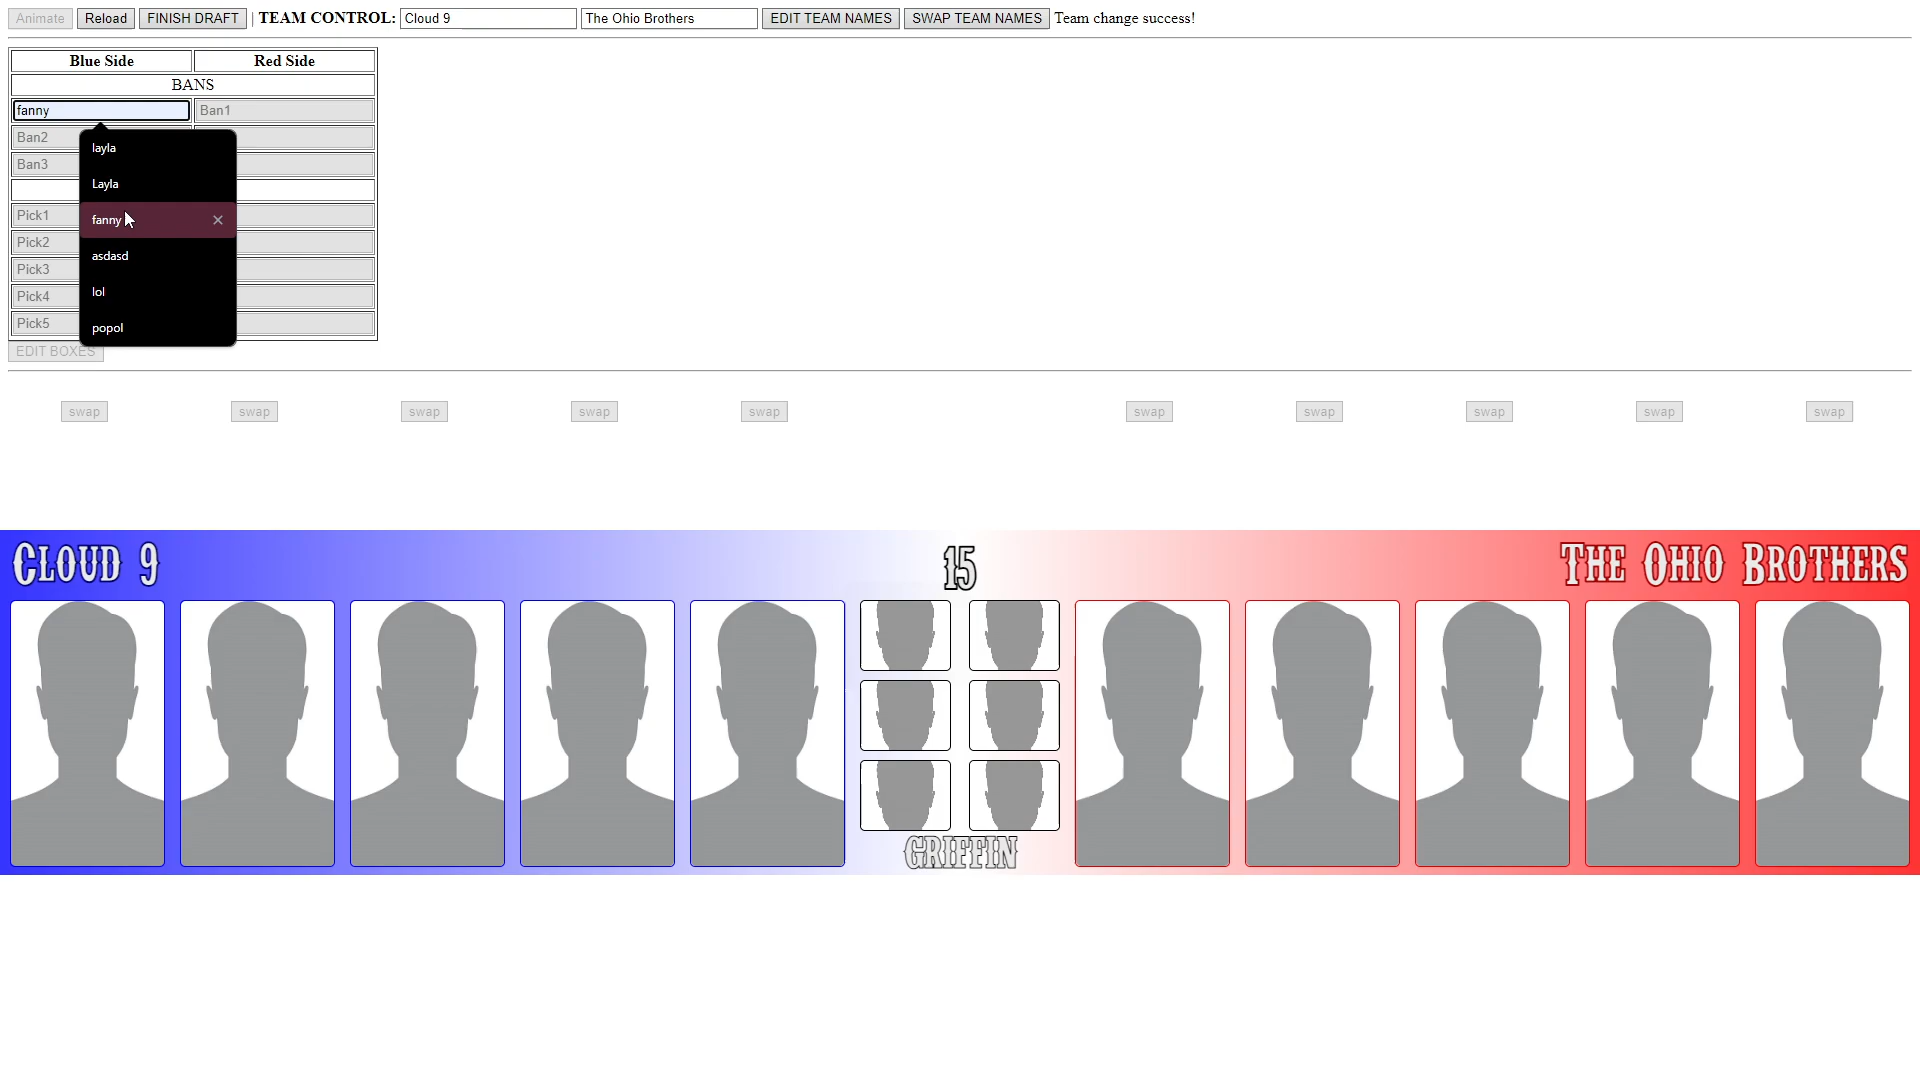 Animate Reload FINISH DRAFT | TEAM CONTROL: Cloud 9 The Ohio Brothers EDIT TEAM NAMES SWAP TEAM NAMES Team change success!
Blue Side Red Side
BANS
fanny Ban1
Ban2
Ban3
layla
Layla
fanny
asdasd
lol
popol
Pick1
Pick2
Pick3
Pick4
Pick5
EDIT BOXES
swap swap swap swap swap swap swap swap swap swap
CLOUD 9 15 THE OHIO BROTHERS
GRIFFIN